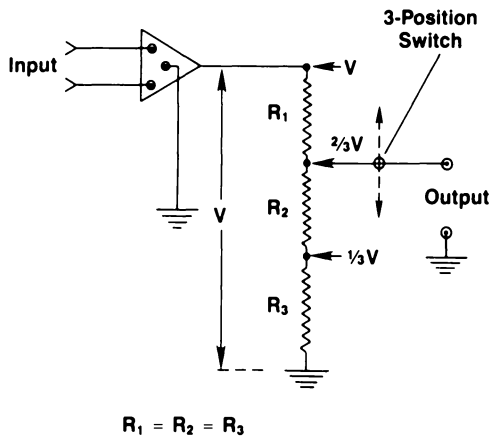 3-Position
Switch
Input
V
R1
⅔V
R2
Output
V
⅓V
R3
R1 = R2 = R3